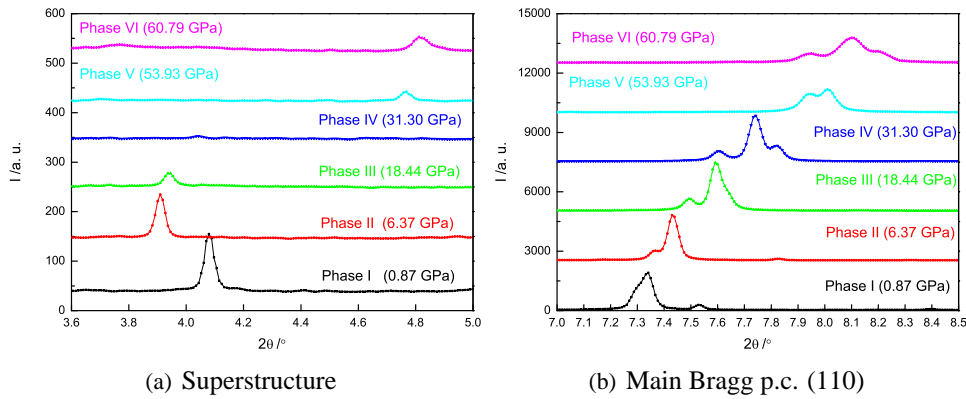 600
500
400
300
200
100
0
I /a. u.
Phase VI (60.79 GPa)
Phase V (53.93 GPa)
Phase IV (31.30 GPa)
Phase III (18.44 GPa)
Phase II (6.37 GPa)
Phase I (0.87 GPa)
3.6 3.8 4.0 4.2 4.4 4.6 4.8 5.0
2θ /°
(a) Superstructure
15000
12000
9000
6000
3000
0
I /a. u.
Phase VI (60.79 GPa)
Phase V (53.93 GPa)
Phase IV (31.30 GPa)
Phase III (18.44 GPa)
Phase II (6.37 GPa)
Phase I (0.87 GPa)
7.0 7.1 7.2 7.3 7.4 7.5 7.6 7.7 7.8 7.9 8.0 8.1 8.2 8.3 8.4 8.5
2θ /°
(b) Main Bragg p.c. (110)